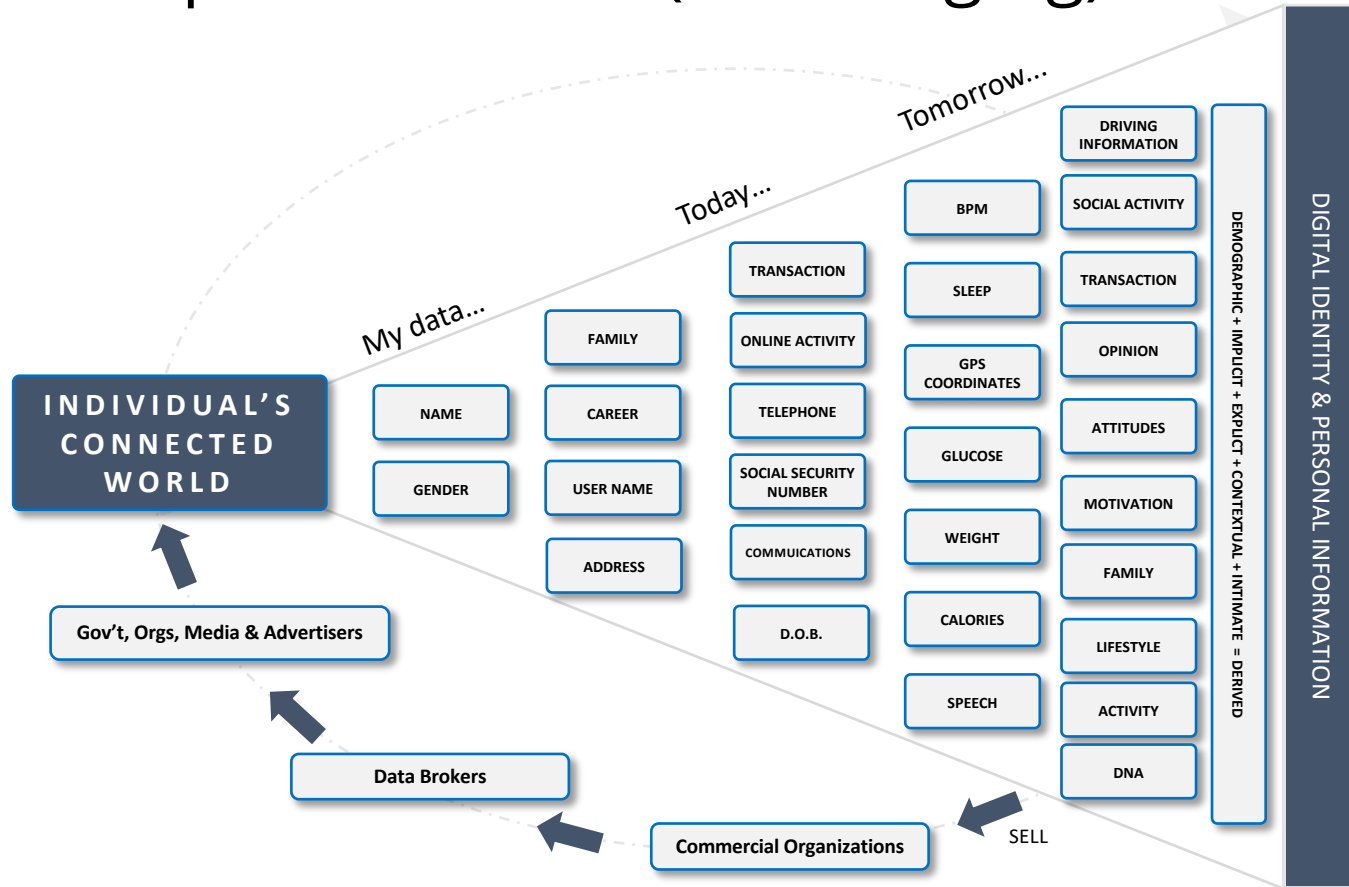 My data...
Today...
Tomorrow...
INDIVIDUAL'S
CONNECTED
WORLD
NAME
GENDER
FAMILY
CAREER
USER NAME
ADDRESS
TRANSACTION
ONLINE ACTIVITY
TELEPHONE
SOCIAL SECURITY
NUMBER
COMMUICATIONS
D.O.B.
BPM
SLEEP
GPS
COORDINATES
GLUCOSE
WEIGHT
CALORIES
SPEECH
DRIVING
INFORMATION
SOCIAL ACTIVITY
TRANSACTION
OPINION
ATTITUDES
MOTIVATION
FAMILY
LIFESTYLE
ACTIVITY
DNA
DEMOGRAPHIC + IMPLICIT + EXPLICT + CONTEXTUAL + INTIMATE = DERIVED
DIGITAL IDENTITY & PERSONAL INFORMATION
SELL
Commercial Organizations
Data Brokers
Gov't, Orgs, Media & Advertisers